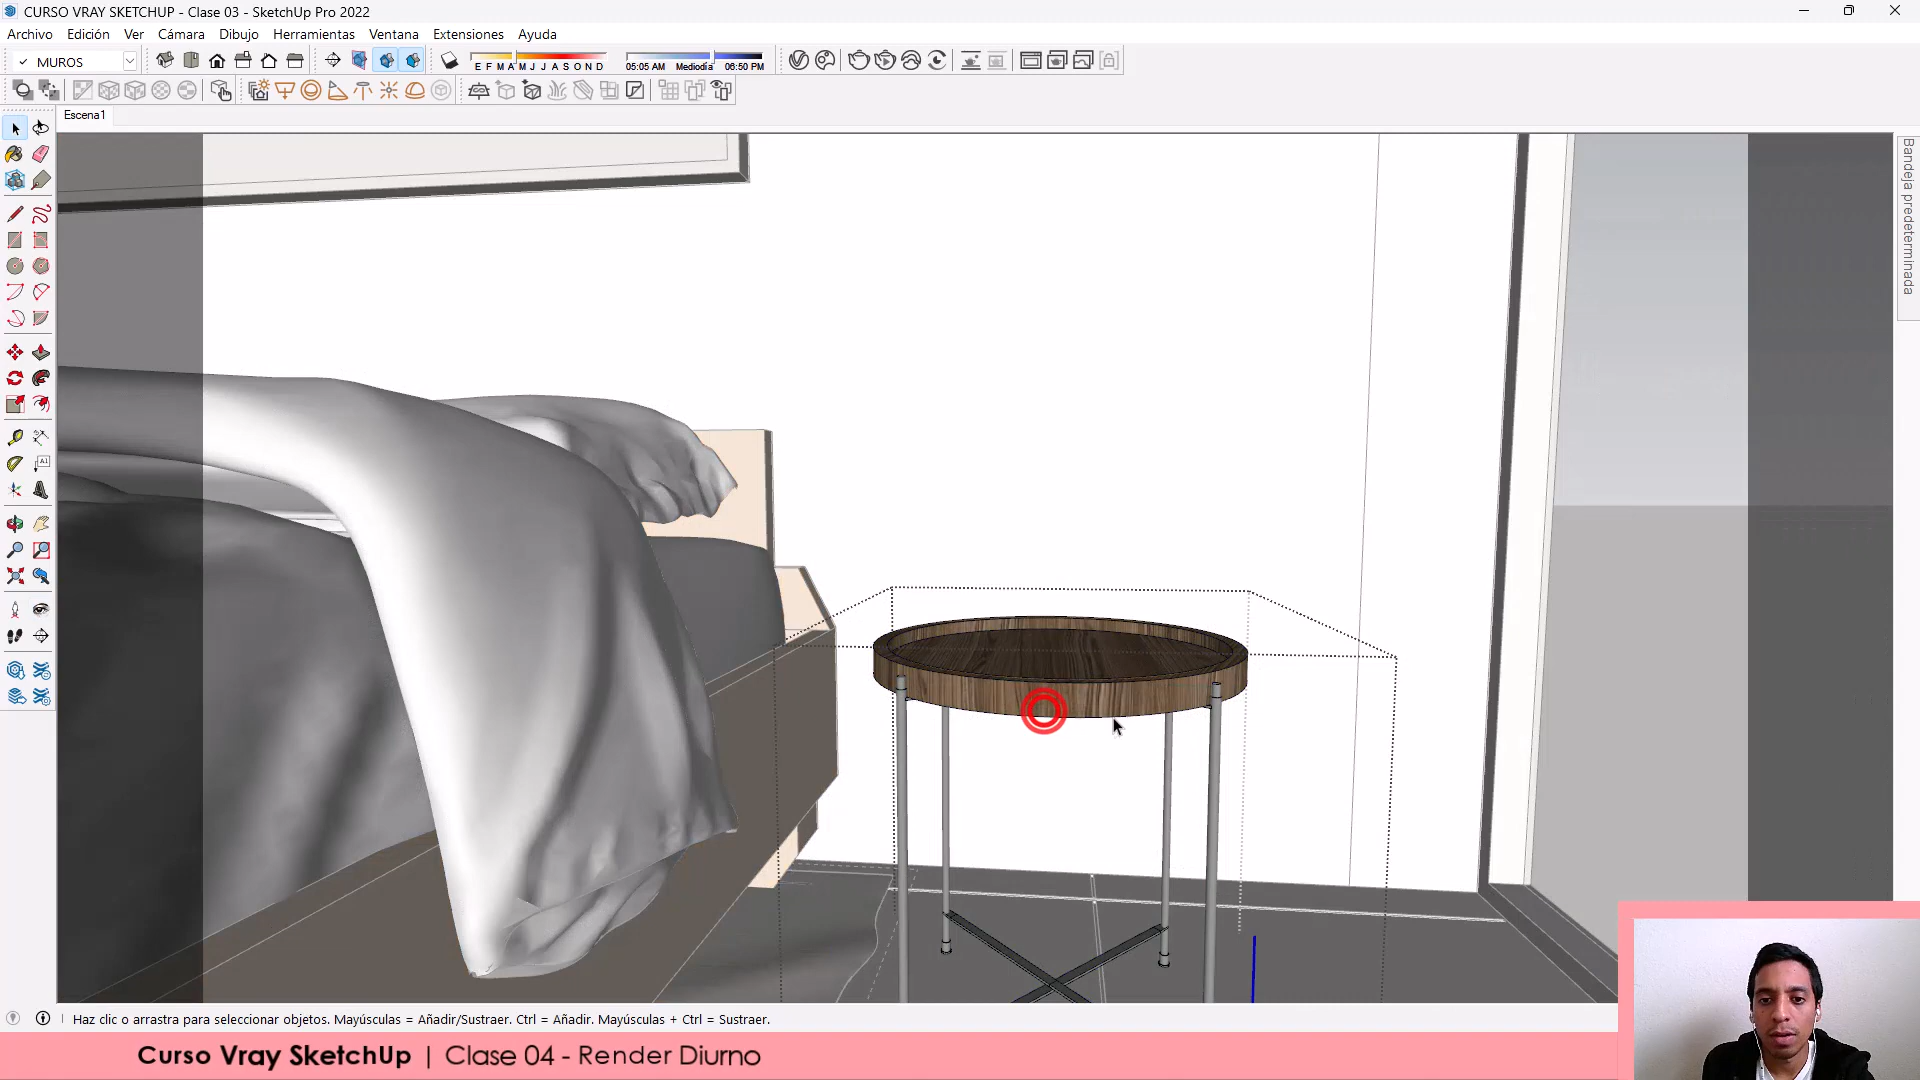 CURSO VRAY SKETCHUP - Clase 03 - SketchUp Pro 2022
Archivo Edición Ver Cámara Dibujo Herramientas Ventana Extensiones Ayuda
MUROS
E F M A M J J A S O N D
05:05 AM Mediodía 06:50 PM
Escena1
Bandeja predeterminada
A1
Haz clic o arrastra para seleccionar objetos. Mayúsculas = Añadir/Sustraer. Ctrl = Añadir. Mayúsculas + Ctrl = Sustraer.
Curso Vray SketchUp | Clase 04 - Render Diurno